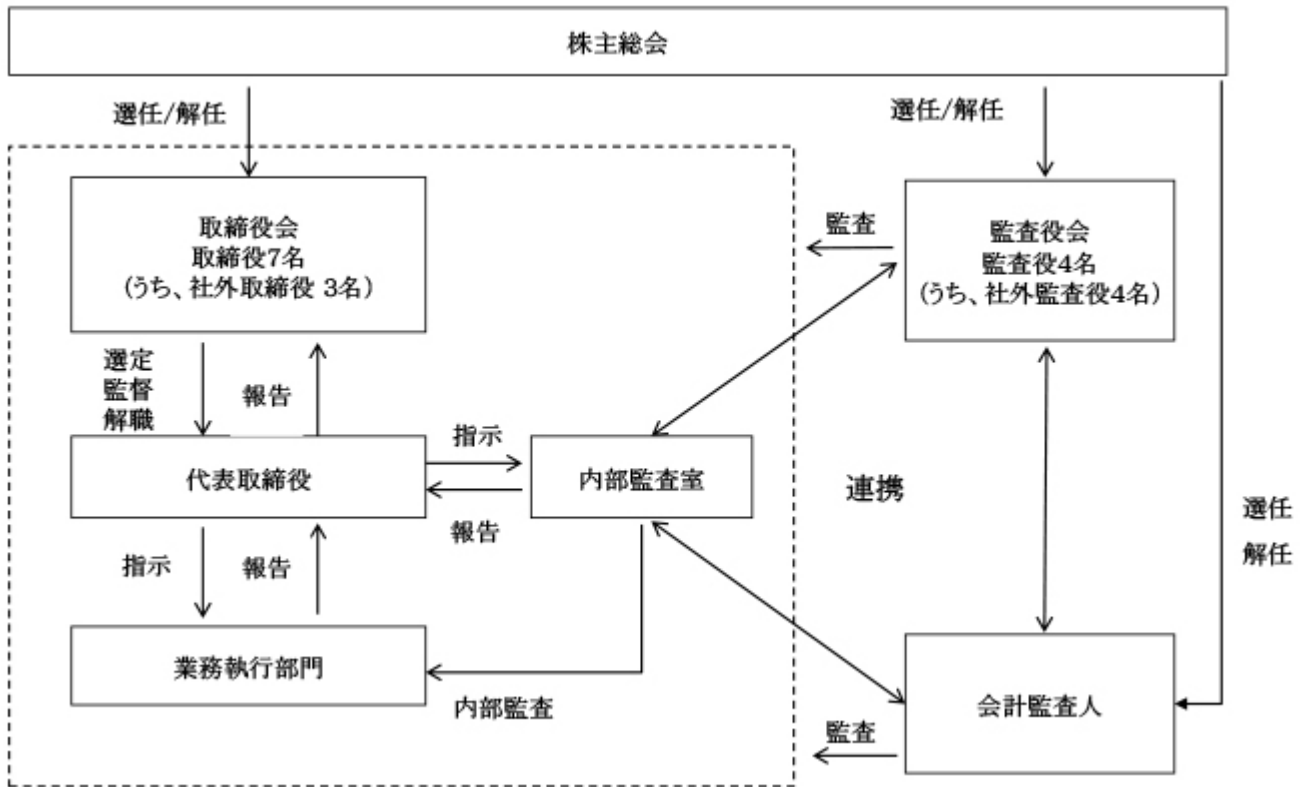 株主総会
選任/解任
選任/解任
取締役会
取締役7名
(うち、社外取締役 3名)
監査
監査役会
監査役4名
(うち、社外監査役4名)
選定
監督
解職
報告
代表取締役
指示
報告
内部監査室
連携
選任
解任
指示
報告
業務執行部門
内部監査
監査
会計監査人